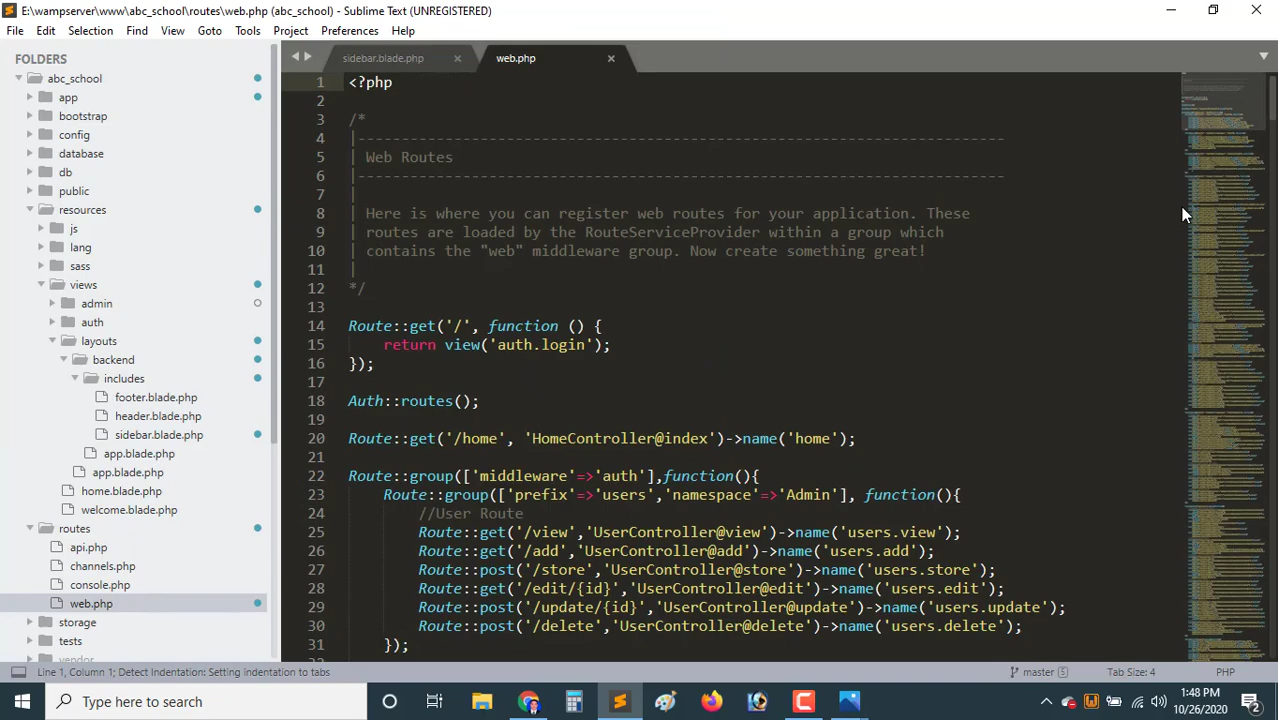 E:\wampserver\www\abc_school\routes\web.php (abc_school) - Sublime Text (UNREGISTERED)
File Edit Selection Find View Goto Tools Project Preferences Help
FOLDERS
abc_school
app
bootstrap
config
database
db
public
resources
js
lang
sass
views
admin
auth
layouts
backend
includes
footer.blade.php
header.blade.php
sidebar.blade.php
app.blade.php
app.blade.php
home.blade.php
welcome.blade.php
routes
api.php
channels.php
console.php
web.php
storage
tests
vendor
sidebar.blade.php
web.php
1 <?php
2
3 /*
4 |--------------------------------------------------------------------------
5 | Web Routes
6 |--------------------------------------------------------------------------
7 |
8 | Here is where you can register web routes for your application. These
9 | routes are loaded by the RouteServiceProvider within a group which
10 | contains the "web" middleware group. Now create something great!
11 |
12 */
13
14 Route::get('/', function () {
15 return view('auth.login');
16 });
17
18 Auth::routes();
19
20 Route::get('/home', 'HomeController@index')->name('home');
21
22 Route::group(['middleware'=>'auth'],function(){
23 Route::group(['prefix'=>'users','namespace'=>'Admin'], function(){
24 //User Route
25 Route::get('/view','UserController@view')->name('users.view');
26 Route::get('/add','UserController@add')->name('users.add');
27 Route::post('/store','UserController@store')->name('users.store');
28 Route::get('/edit/{id}','UserController@edit')->name('users.edit');
29 Route::post('/update/{id}','UserController@update')->name('users.update');
30 Route::post('/delete','UserController@delete')->name('users.delete');
31 });
Line 1, Column 1; Detect Indentation: Setting indentation to tabs
master 5
Tab Size: 4
PHP
Type here to search
1:48 PM
10/26/2020
2